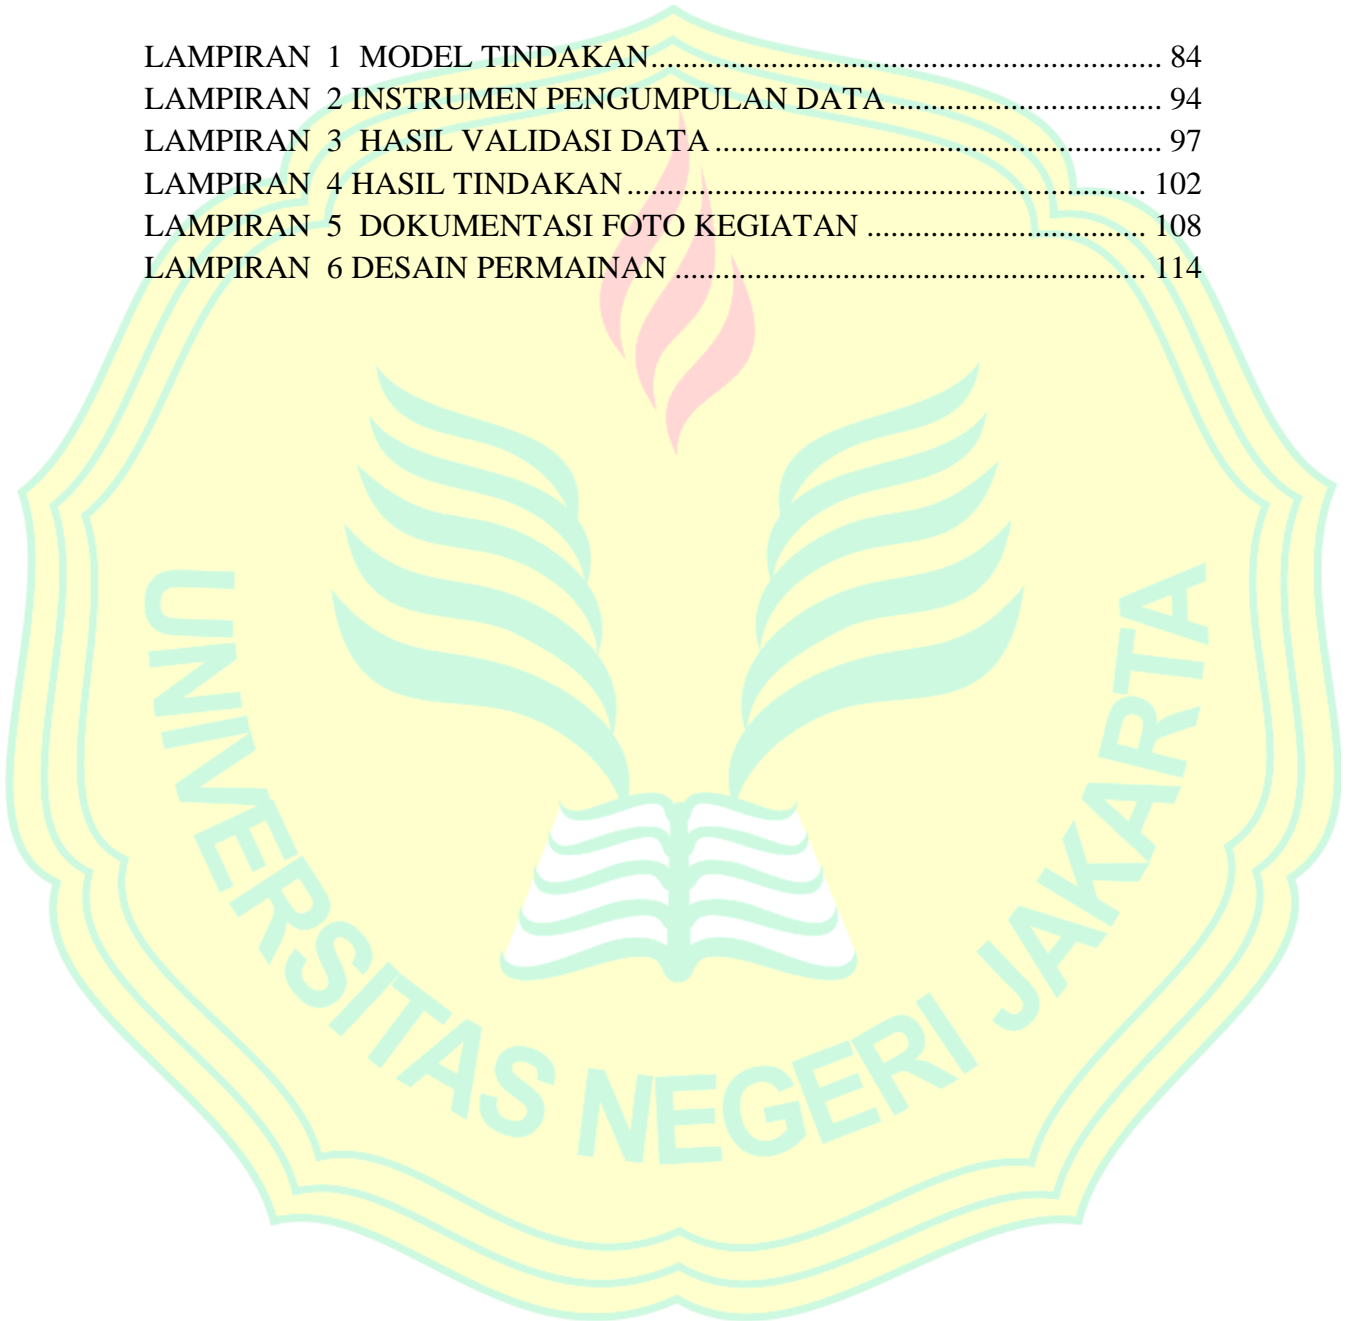 LAMPIRAN 1 MODEL TINDAKAN................................................................ 84
LAMPIRAN 2 INSTRUMEN PENGUMPULAN DATA.................................. 94
LAMPIRAN 3 HASIL VALIDASI DATA........................................................ 97
LAMPIRAN 4 HASIL TINDAKAN................................................................. 102
LAMPIRAN 5 DOKUMENTASI FOTO KEGIATAN ................................... 108
LAMPIRAN 6 DESAIN PERMAINAN ........................................................... 114
UNIVERSITAS NEGERI JAKARTA